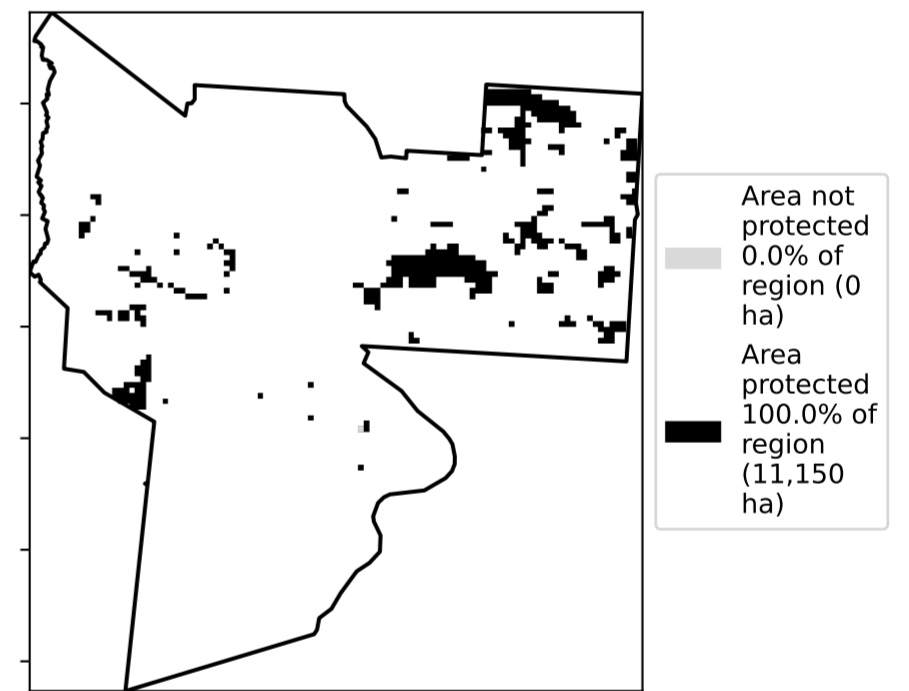 Area not
protected
0.0% of
region (0
ha)
Area
protected
100.0% of
region
(11,150
ha)